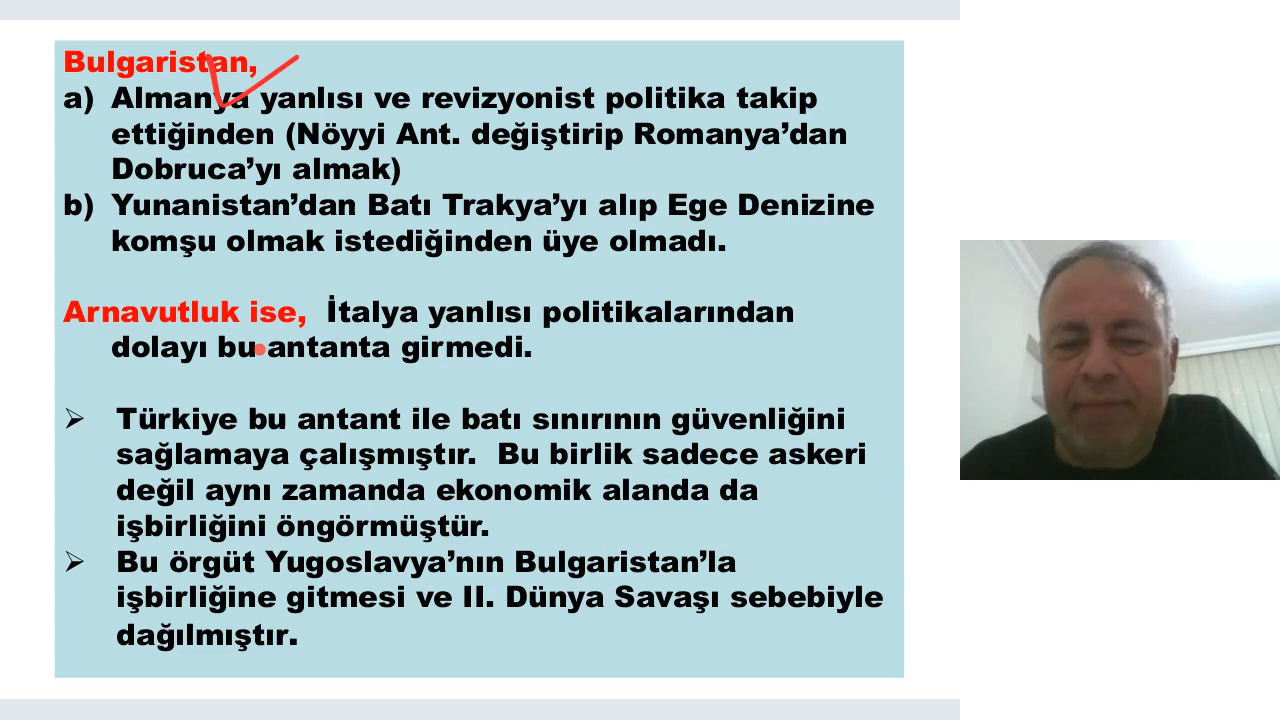 Bulgaristan,
a) Almanya yanlısı ve revizyonist politika takip
ettiğinden (Nöyyi Ant. değiştirip Romanya’dan
Dobruca’yı almak)
b) Yunanistan’dan Batı Trakya’yı alıp Ege Denizine
komşu olmak istediğinden üye olmadı.
Arnavutluk ise, İtalya yanlısı politikalarından
dolayı bu antanta girmedi.
Türkiye bu antant ile batı sınırının güvenliğini
sağlamaya çalışmıştır. Bu birlik sadece askeri
değil aynı zamanda ekonomik alanda da
işbirliğini öngörmüştür.
Bu örgüt Yugoslavya’nın Bulgaristan’la
işbirliğine gitmesi ve II. Dünya Savaşı sebebiyle
dağılmıştır.